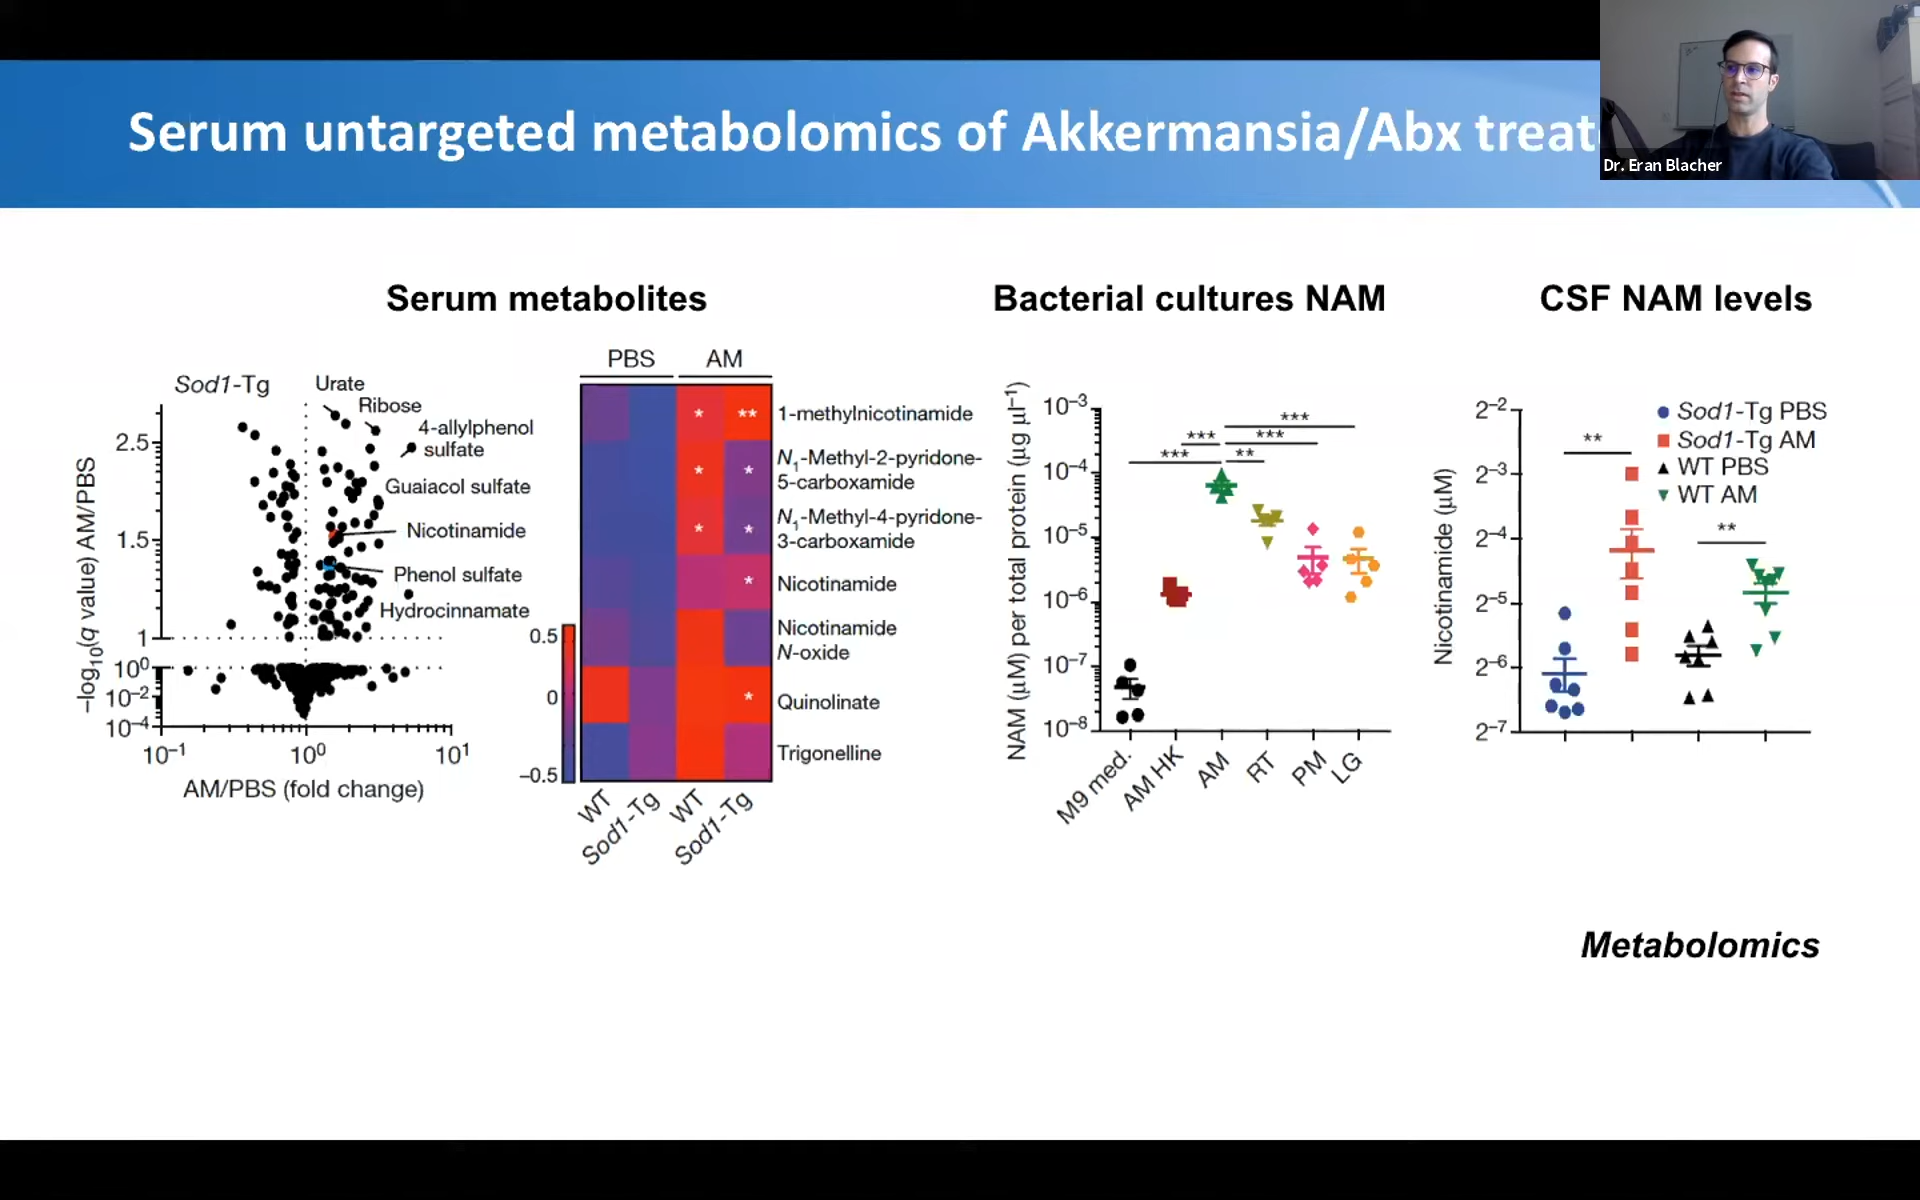 Serum untargeted metabolomics of Akkermansia/Abx treat
Dr. Eran Blacher
Serum metabolites
Bacterial cultures NAM
CSF NAM levels
Sod1-Tg
Urate
Ribose
4-allylphenol
sulfate
Guaiacol sulfate
Nicotinamide
Phenol sulfate
Hydrocinnamate
−log10(q value) AM/PBS
2.5
1.5
1
10⁰
10⁻²
10⁻⁴
10⁻¹ 10⁰ 10¹
AM/PBS (fold change)
PBS AM
* **
* *
* *
*
*
1-methylnicotinamide
N1-Methyl-2-pyridone-
5-carboxamide
N1-Methyl-4-pyridone-
3-carboxamide
Nicotinamide
Nicotinamide
N-oxide
Quinolinate
Trigonelline
0.5
0
−0.5
WT
Sod1-Tg
WT
Sod1-Tg
NAM (μM) per total protein (μg μl⁻¹)
10⁻³
10⁻⁴
10⁻⁵
10⁻⁶
10⁻⁷
10⁻⁸
***
***
***
***
**
M9 med.
AM HK
AM
RT
PM
LG
Nicotinamide (μM)
2⁻²
2⁻³
2⁻⁴
2⁻⁵
2⁻⁶
2⁻⁷
**
**
Sod1-Tg PBS
Sod1-Tg AM
WT PBS
WT AM
Metabolomics